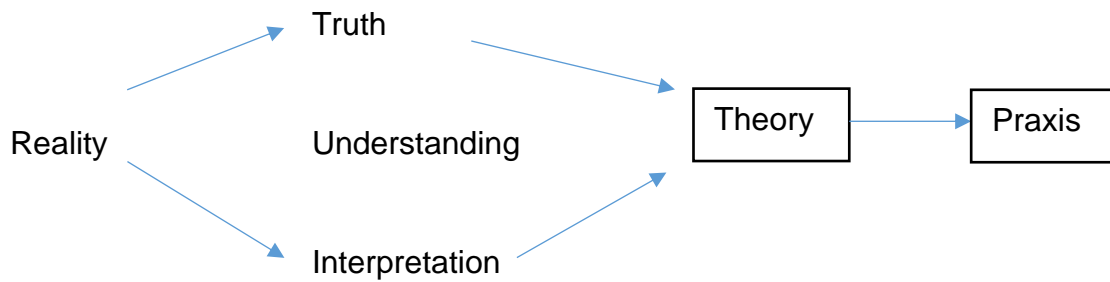 Truth
Reality
Understanding
Theory
Praxis
Interpretation